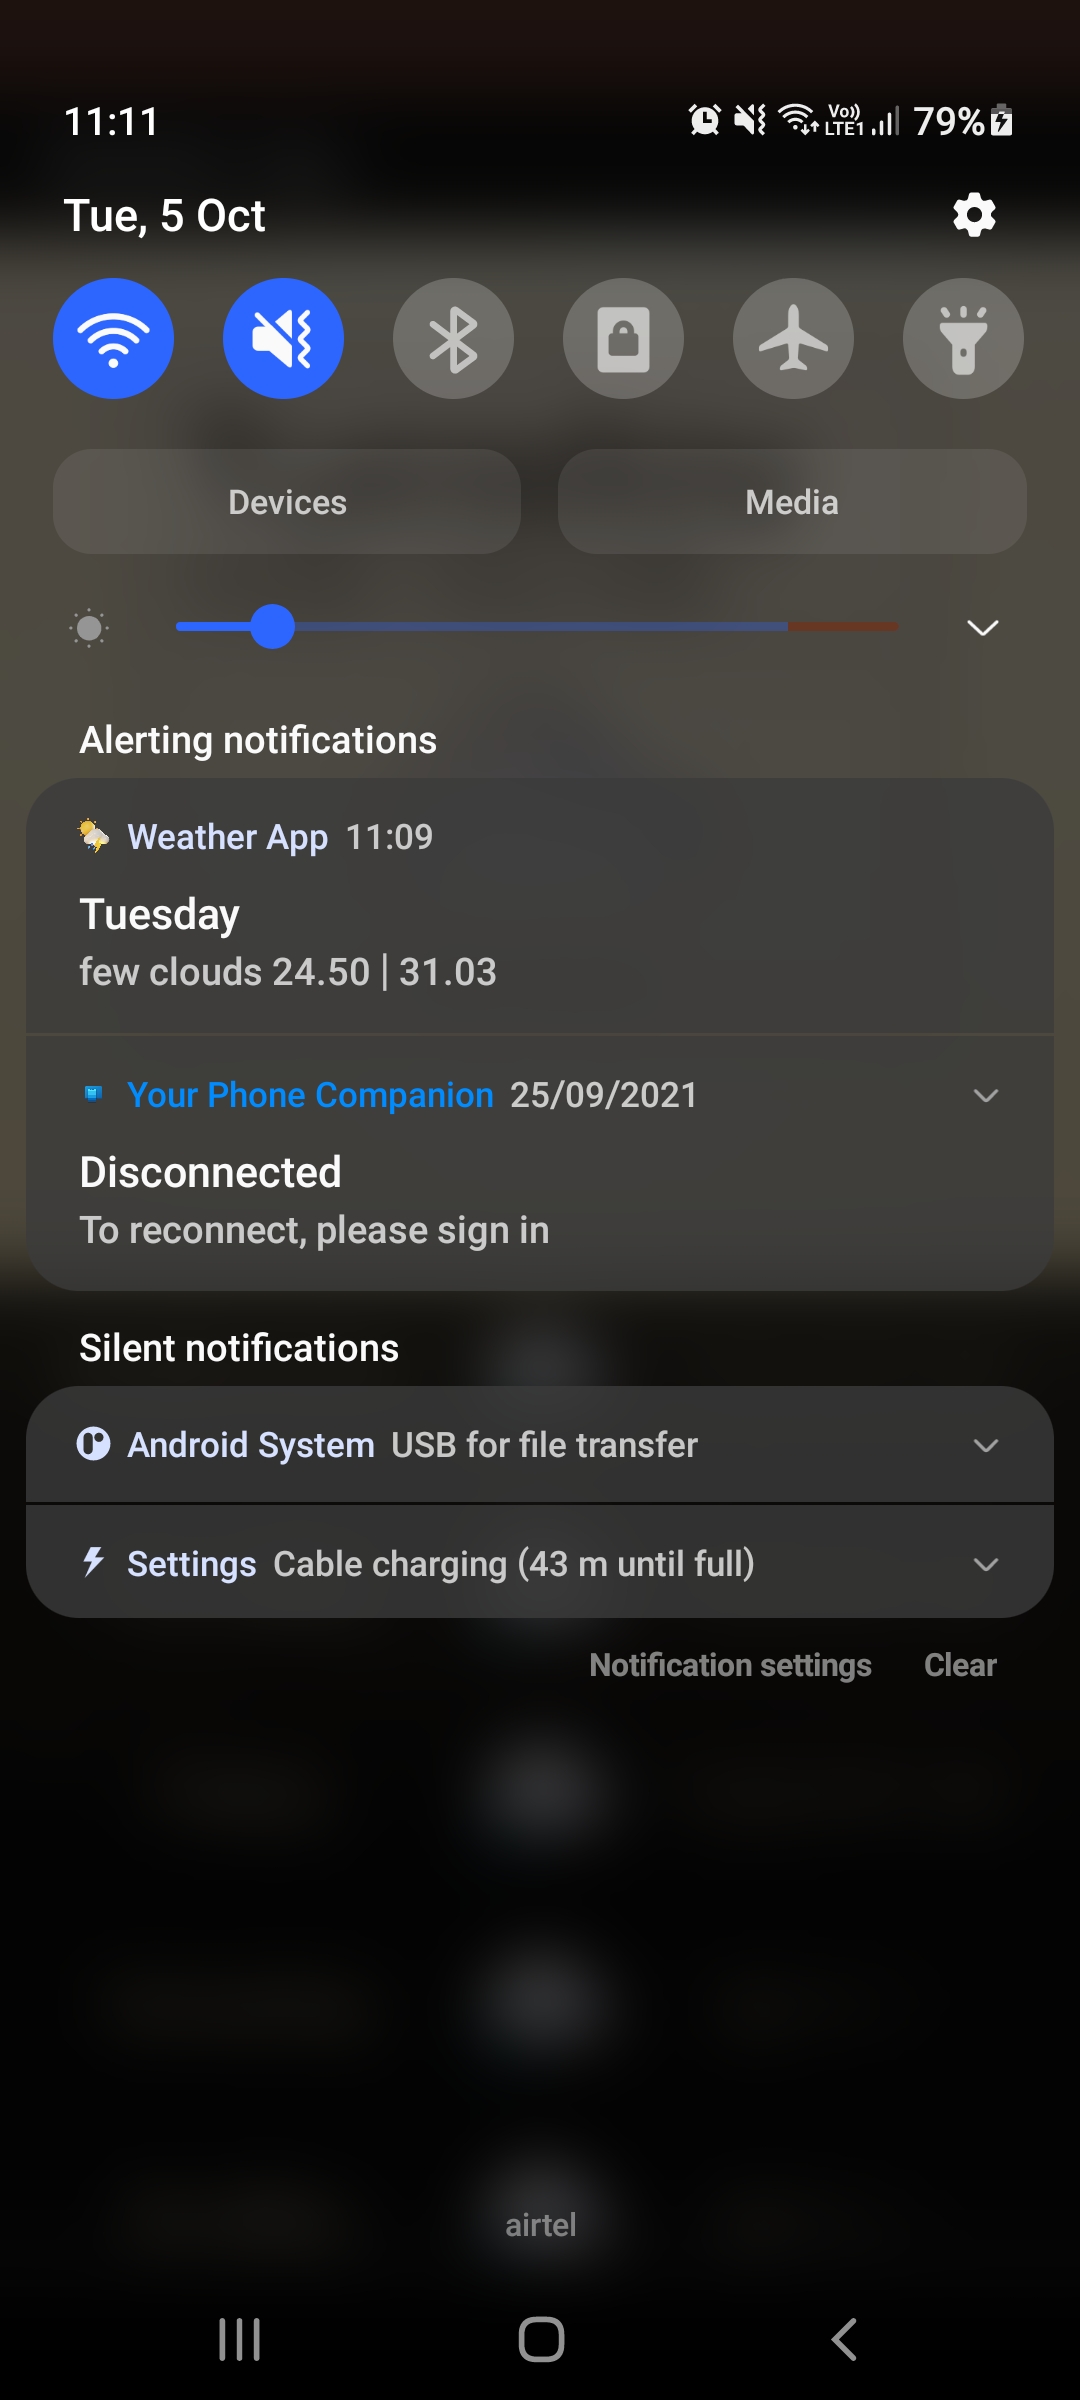 11:11 Vo)) LTE1 79%
Tue, 5 Oct
Devices Media
Alerting notifications
Weather App 11:09
Tuesday
few clouds 24.50 | 31.03
Your Phone Companion 25/09/2021
Disconnected
To reconnect, please sign in
Silent notifications
Android System USB for file transfer
Settings Cable charging (43 m until full)
Notification settings Clear
airtel